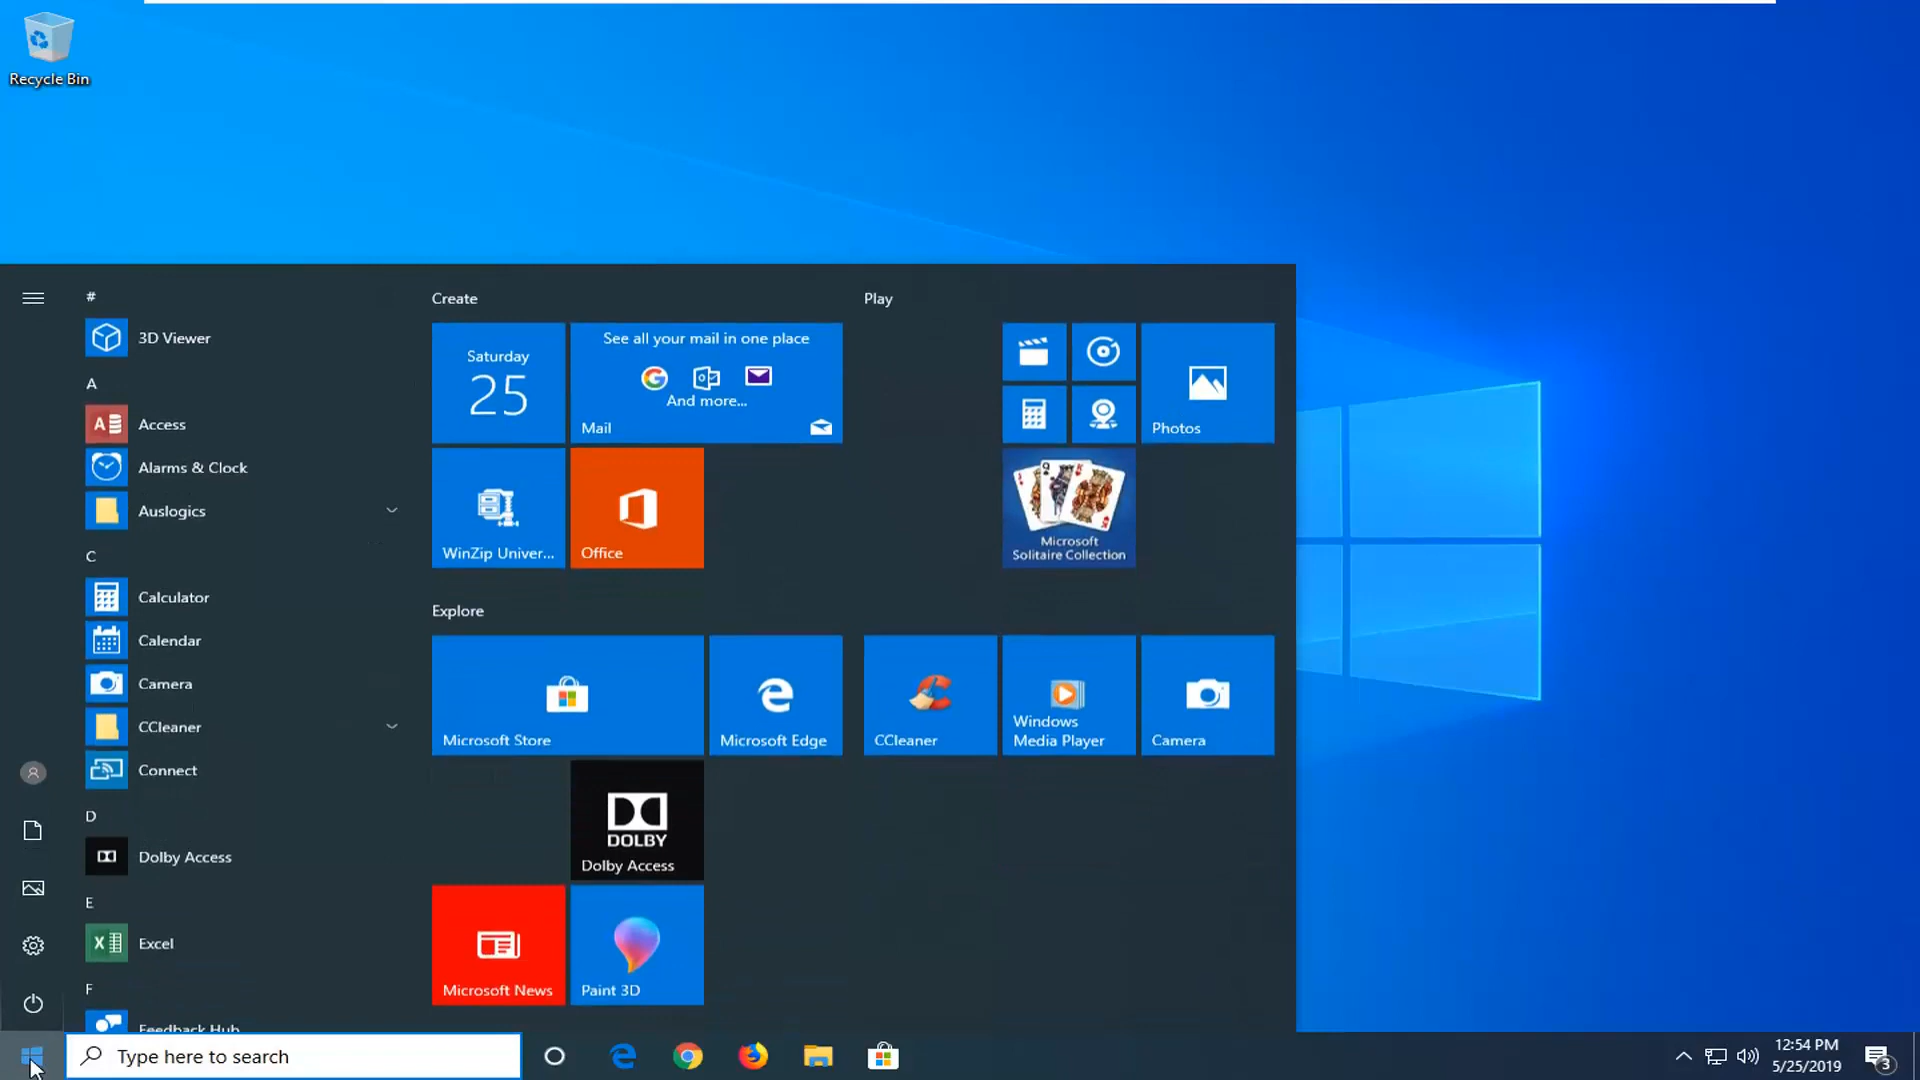 Recycle Bin
#
3D Viewer
A
Access
Alarms & Clock
Auslogics
C
Calculator
Calendar
Camera
CCleaner
Connect
D
Dolby Access
E
Excel
F
Feedback Hub
Create
Saturday
25
See all your mail in one place
And more...
Mail
WinZip Univer...
Office
Play
Photos
Microsoft
Solitaire Collection
Explore
Microsoft Store
Microsoft Edge
CCleaner
Windows
Media Player
Camera
DOLBY
Dolby Access
Microsoft News
Paint 3D
Type here to search
12:54 PM
5/25/2019
3